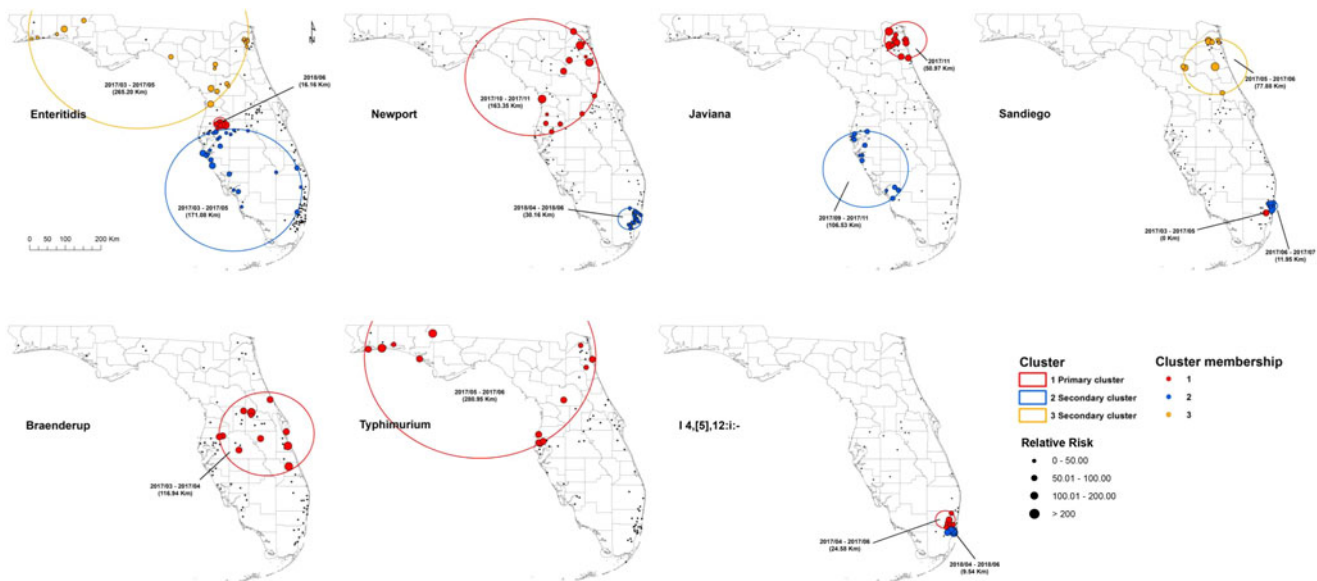 2017/03 - 2017/05
(265.20 Km)
2018/06
(16.16 Km)
Enteritidis
2017/03 - 2017/05
(171.08 Km)
0 50 100 200 Km
2017/10 - 2017/11
(163.35 Km)
Newport
2018/04 - 2018/06
(30.16 Km)
2017/11
(50.97 Km)
Javiana
2017/09 - 2017/11
(106.53 Km)
2017/05 - 2017/06
(77.66 Km)
Sandiego
2017/03 - 2017/05
(0 Km)
2017/06 - 2017/07
(11.95 Km)
Braenderup
2017/03 - 2017/04
(116.94 Km)
2017/05 - 2017/06
Typhimurium
I 4,[5],12:i:-
2017/04 - 2017/06
(24.58 Km)
2018/04 - 2018/06
(9.54 Km)
Cluster
1 Primary cluster
2 Secondary cluster
3 Secondary cluster
Cluster membership
1
2
3
Relative Risk
0 - 50.00
50.01 - 100.00
100.01 - 200.00
> 200